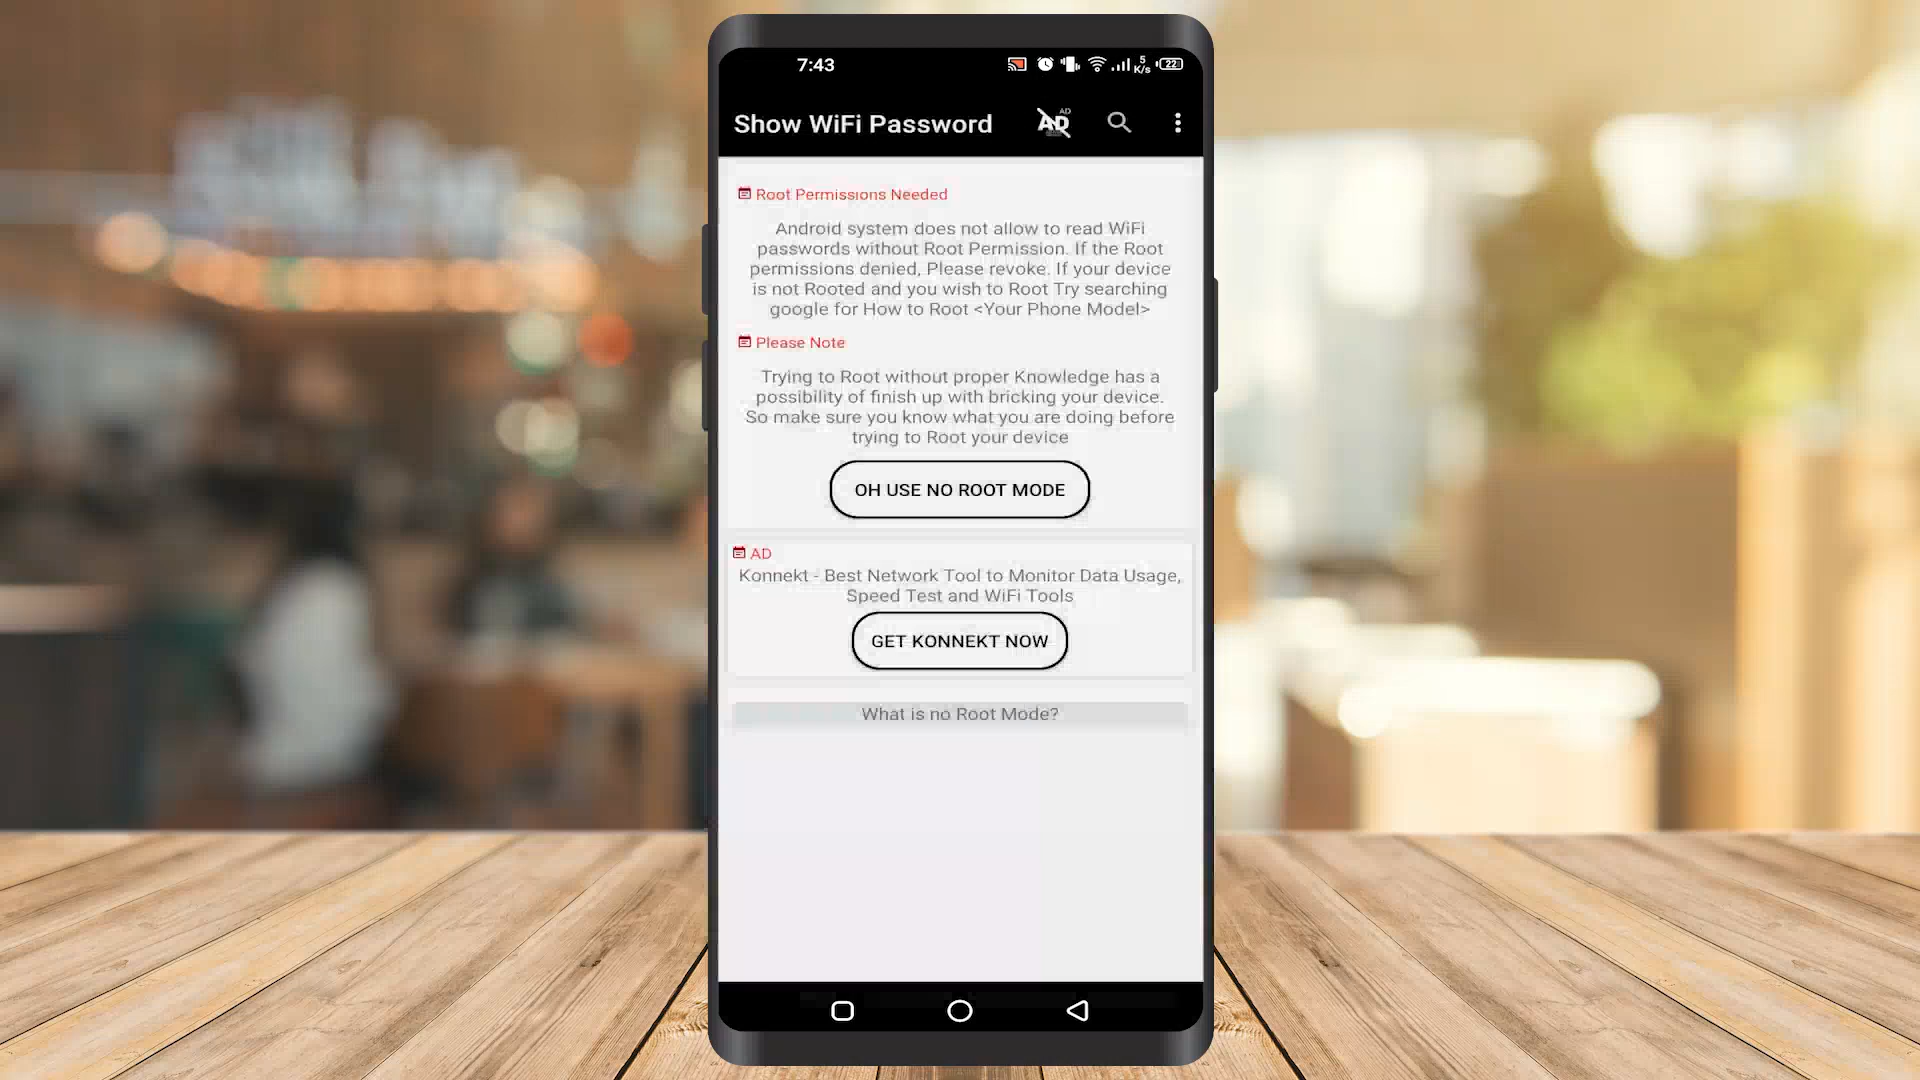 7:43
5
K/s
22
Show WiFi Password
AD
AD
Root Permissions Needed
Android system does not allow to read WiFi
passwords without Root Permission. If the Root
permissions denied, Please revoke. If your device
is not Rooted and you wish to Root Try searching
google for How to Root <Your Phone Model>
Please Note
Trying to Root without proper Knowledge has a
possibility of finish up with bricking your device.
So make sure you know what you are doing before
trying to Root your device
OH USE NO ROOT MODE
AD
Konnekt - Best Network Tool to Monitor Data Usage,
Speed Test and WiFi Tools
GET KONNEKT NOW
What is no Root Mode?